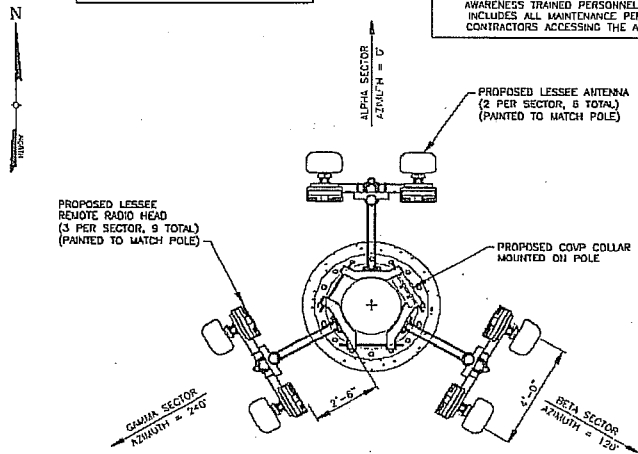 AWARENESS TRAINED PERSONNEL
INCLUDES ALL MAINTENANCE PER
CONTRACTORS ACCESSING THE A
N
ALPHA SECTOR
AZIMUTH = 0'
PROPOSED LESSEE ANTENNA
(2 PER SECTOR, 6 TOTAL)
(PAINTED TO MATCH POLE)
PROPOSED LESSEE
REMOTE RADIO HEAD
(3 PER SECTOR, 9 TOTAL)
(PAINTED TO MATCH POLE)
PROPOSED COVP COLLAR
MOUNTED ON POLE
2'-6"
4'-0"
GAMMA SECTOR
AZIMUTH = 240'
BETA SECTOR
AZIMUTH = 120'